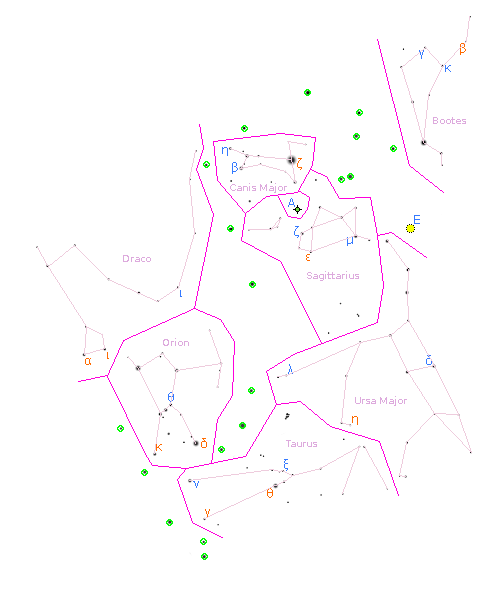 β
γ
κ
Bootes
η
β
ζ
Canis Major
A
E
ζ
ε
μ
Sagittarius
Draco
ι
α
ι
Orion
θ
κ
δ
λ
δ
Ursa Major
η
Taurus
ξ
ν
θ
γ